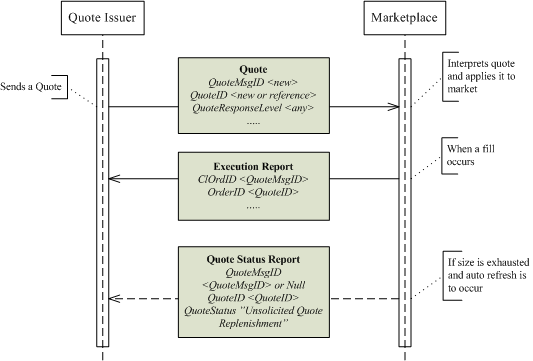 Quote Issuer
Marketplace
Sends a Quote
Quote
QuoteMsgID <new>
QuoteID <new or reference>
QuoteResponseLevel <any>
.....
Interprets quote
and applies it to
market
Execution Report
ClOrdID <QuoteMsgID>
OrderID <QuoteID>
.....
When a fill
occurs
Quote Status Report
QuoteMsgID
<QuoteMsgID> or Null
QuoteID <QuoteID>
QuoteStatus "Unsolicited Quote
Replenishment"
If size is exhausted
and auto refresh is
to occur